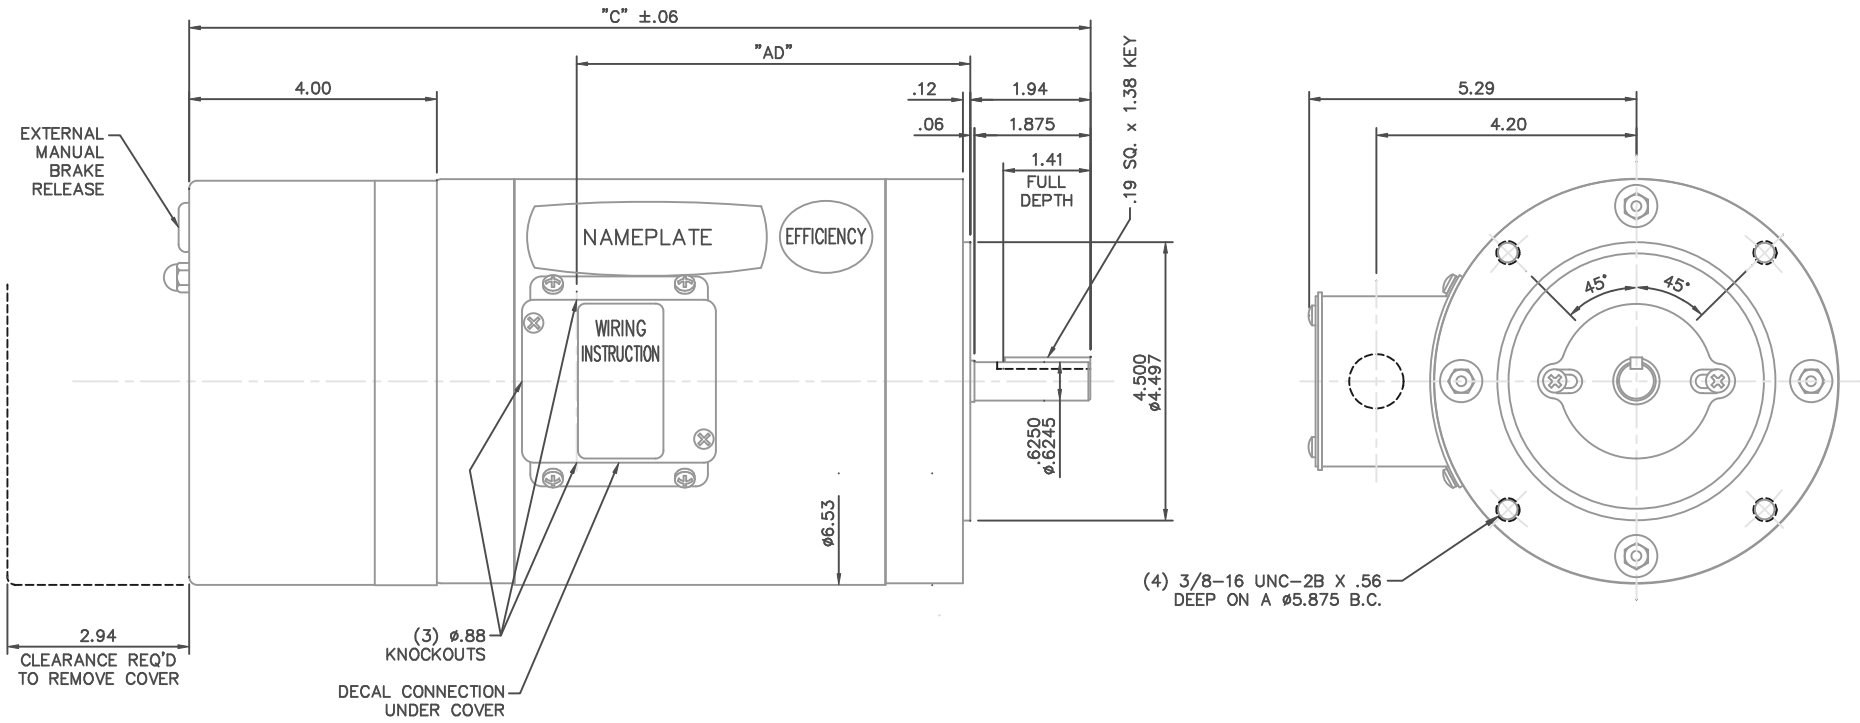 "C" ±.06
"AD"
4.00
.12
1.94
.06
1.875
1.41
FULL
DEPTH
.19 SQ. x 1.38 KEY
EXTERNAL
MANUAL
BRAKE
RELEASE
NAMEPLATE
EFFICIENCY
WIRING
INSTRUCTION
4.500
ø4.497
.6250
ø.6245
ø6.53
2.94
CLEARANCE REQ'D
TO REMOVE COVER
(3) ø.88
KNOCKOUTS
DECAL CONNECTION
UNDER COVER
5.29
4.20
45°
45°
(4) 3/8-16 UNC-2B X .56
DEEP ON A ø5.875 B.C.